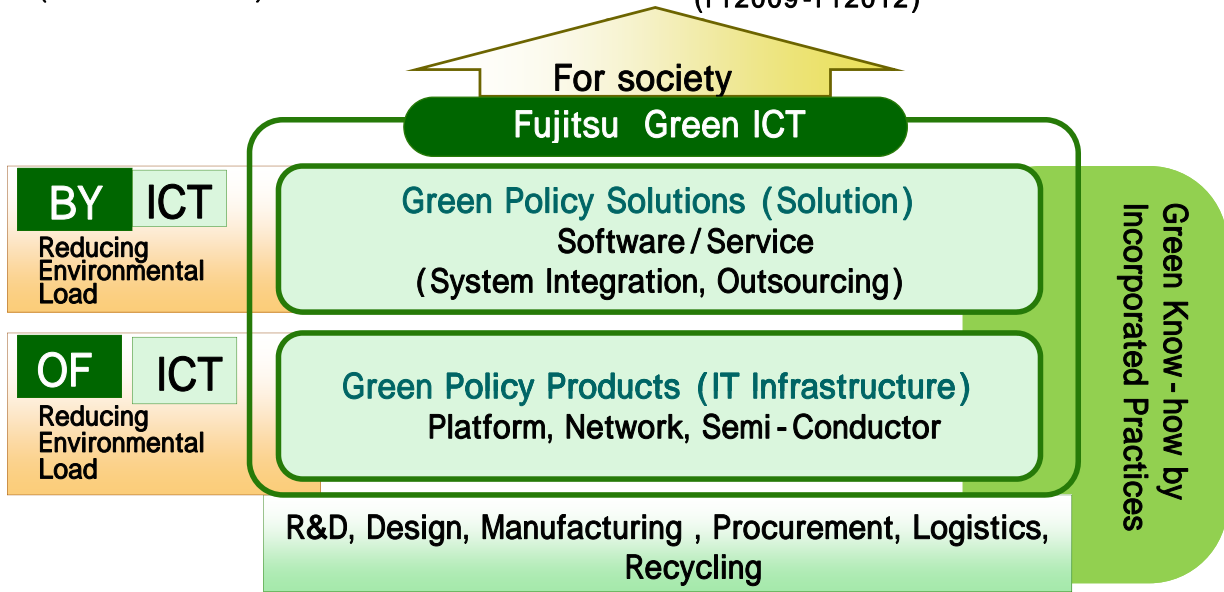 (FY2009-FY2012)
For society
Fujitsu Green ICT
BY ICT
Reducing
Environmental
Load
Green Policy Solutions (Solution)
Software/Service
(System Integration, Outsourcing)
OF ICT
Reducing
Environmental
Load
Green Policy Products (IT Infrastructure)
Platform, Network, Semi-Conductor
Green Know-how by
Incorporated Practices
R&D, Design, Manufacturing , Procurement, Logistics,
Recycling